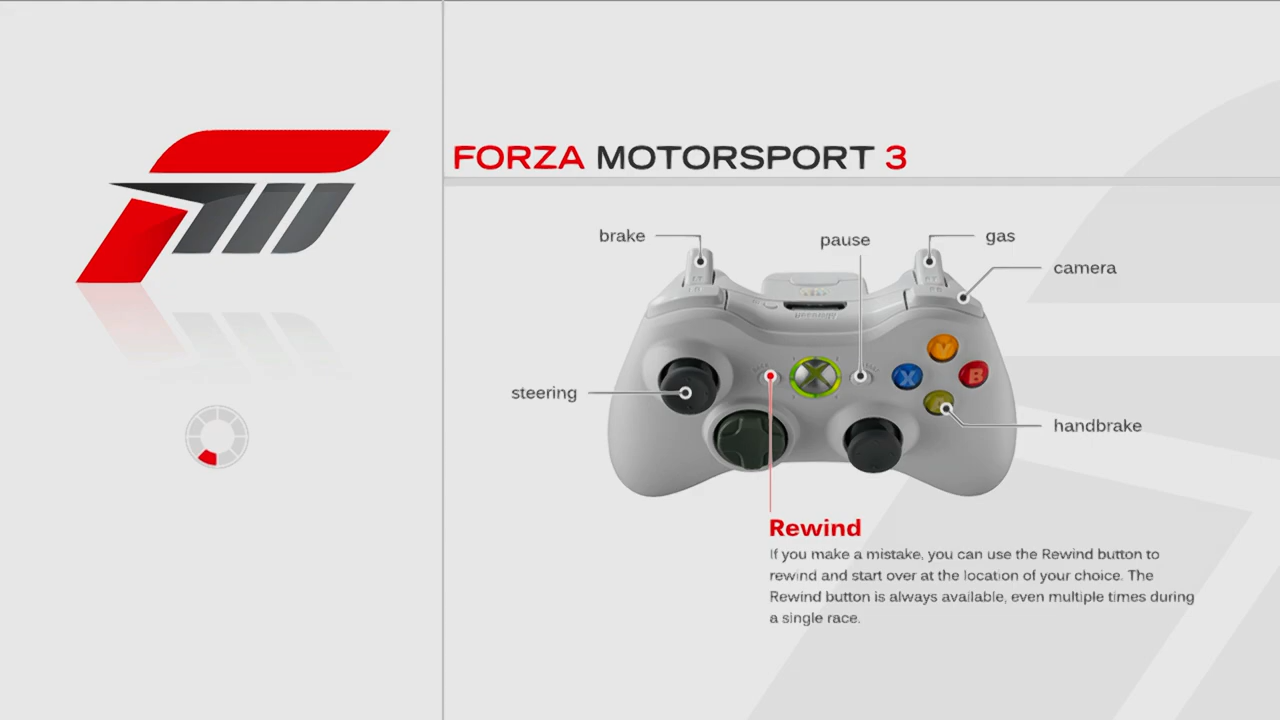 FORZA MOTORSPORT 3
brake
pause
gas
camera
steering
Y
X
B
handbrake
Rewind
If you make a mistake, you can use the Rewind button to
rewind and start over at the location of your choice. The
Rewind button is always available, even multiple times during
a single race.